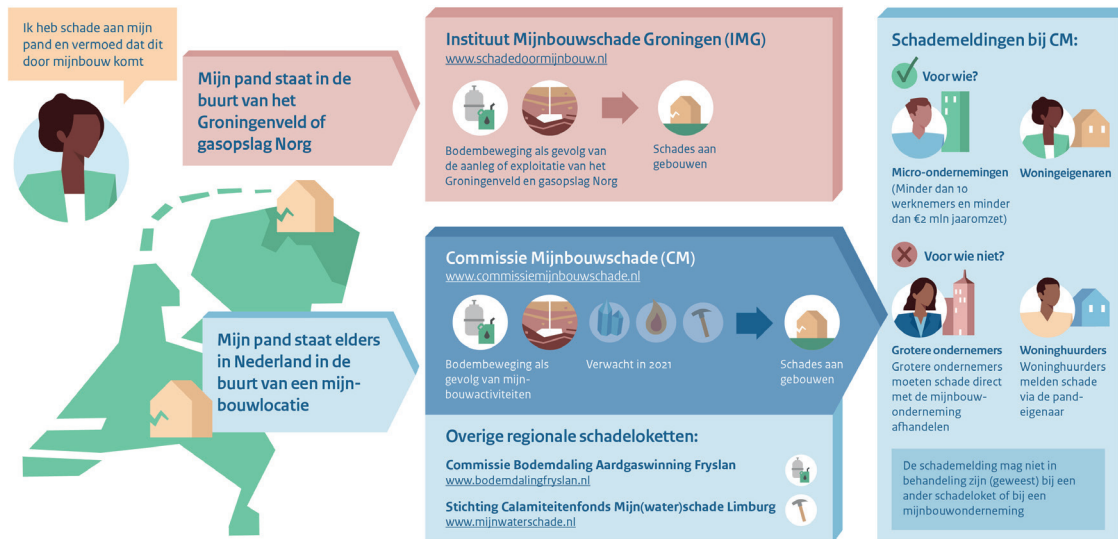 Ik heb schade aan mijn
pand en vermoed dat dit
door mijnbouw komt
Mijn pand staat in de
buurt van het
Groningenveld of
gasopslag Norg
Instituut Mijnbouwschade Groningen (IMG)
www.schadedoormijnbouw.nl
Bodembeweging als gevolg van
de aanleg of exploitatie van het
Groningenveld en gasopslag Norg
Schades aan
gebouwen
Mijn pand staat elders
in Nederland in de
buurt van een mijn-
bouwlocatie
Commissie Mijnbouwschade (CM)
www.commissiemijnbouwschade.nl
Bodembeweging als
gevolg van mijn-
bouwactiviteiten
Verwacht in 2021
Schades aan
gebouwen
Overige regionale schadeloketten:
Commissie Bodemdaling Aardgaswinning Fryslan
www.bodemdalingfryslan.nl
Stichting Calamiteitenfonds Mijn(water)schade Limburg
www.mijnwaterschade.nl
Schademeldingen bij CM:
Voor wie?
Micro-ondernemingen
(Minder dan 10
werknemers en minder
dan €2 mln jaaromzet)
Woningeigenaren
Voor wie niet?
Grotere ondernemers
Grotere ondernemers
moeten schade direct
met de mijnbouw-
onderneming
afhandelen
Woninghuurders
Woninghuurders
melden schade
via de pand-
eigenaar
De schademelding mag niet in
behandeling zijn (geweest) bij een
ander schadeloket of bij een
mijnbouwonderneming